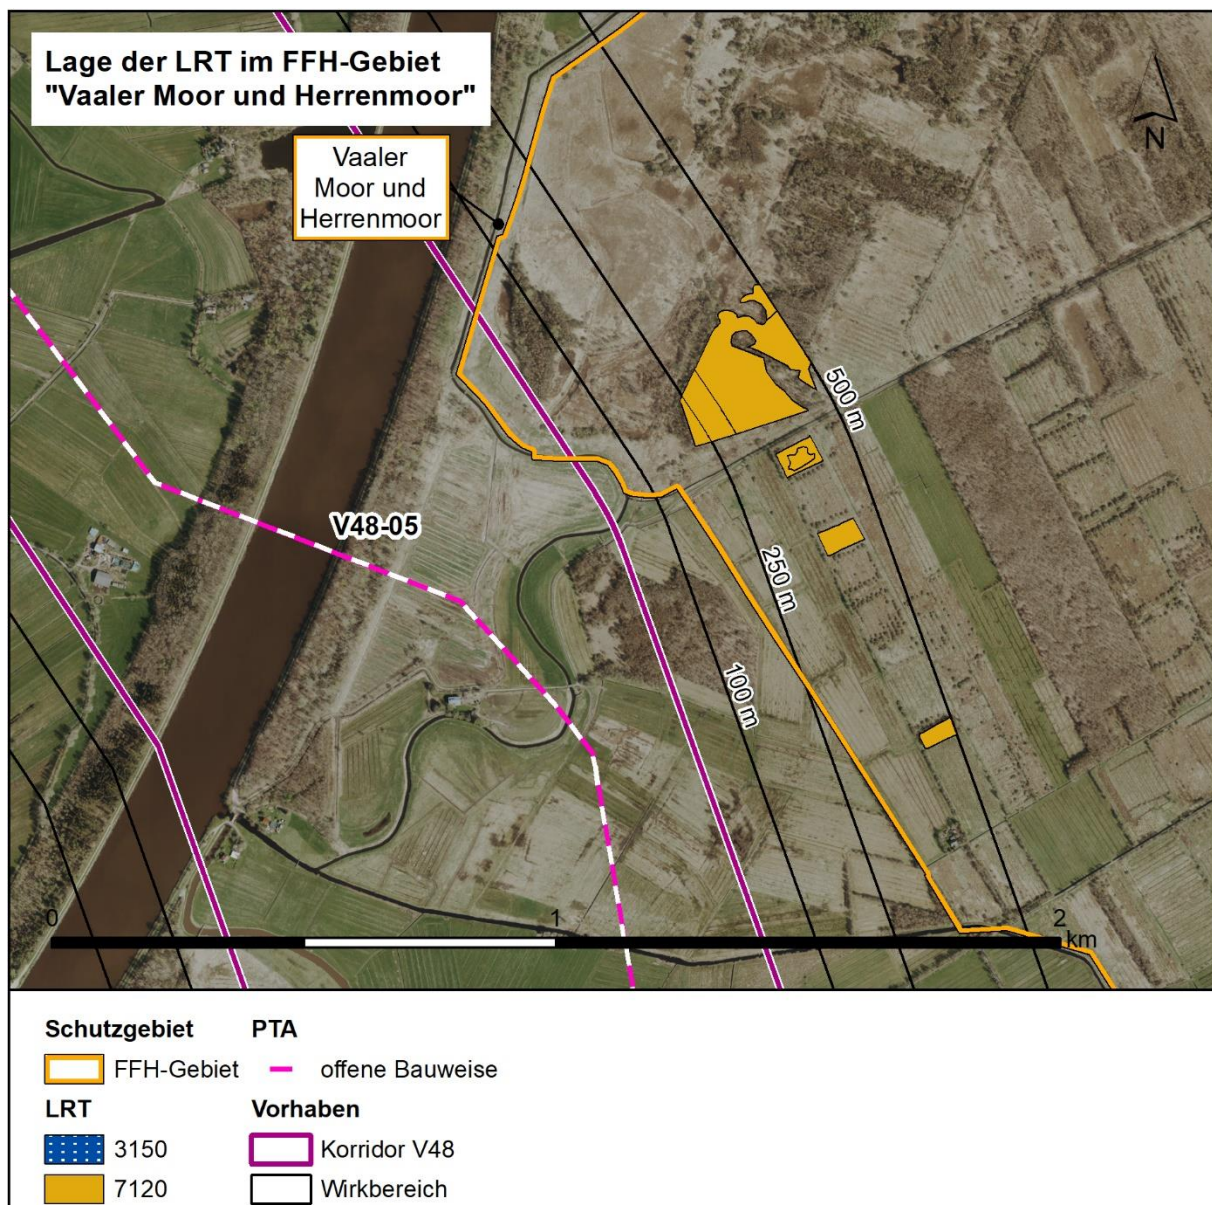 Lage der LRT im FFH-Gebiet
"Vaaler Moor und Herrenmoor"
N
Vaaler
Moor und
Herrenmoor
500 m
V48-05
250 m
100 m
0
1
2
km
Schutzgebiet
FFH-Gebiet
PTA
offene Bauweise
LRT
3150
7120
Vorhaben
Korridor V48
Wirkbereich